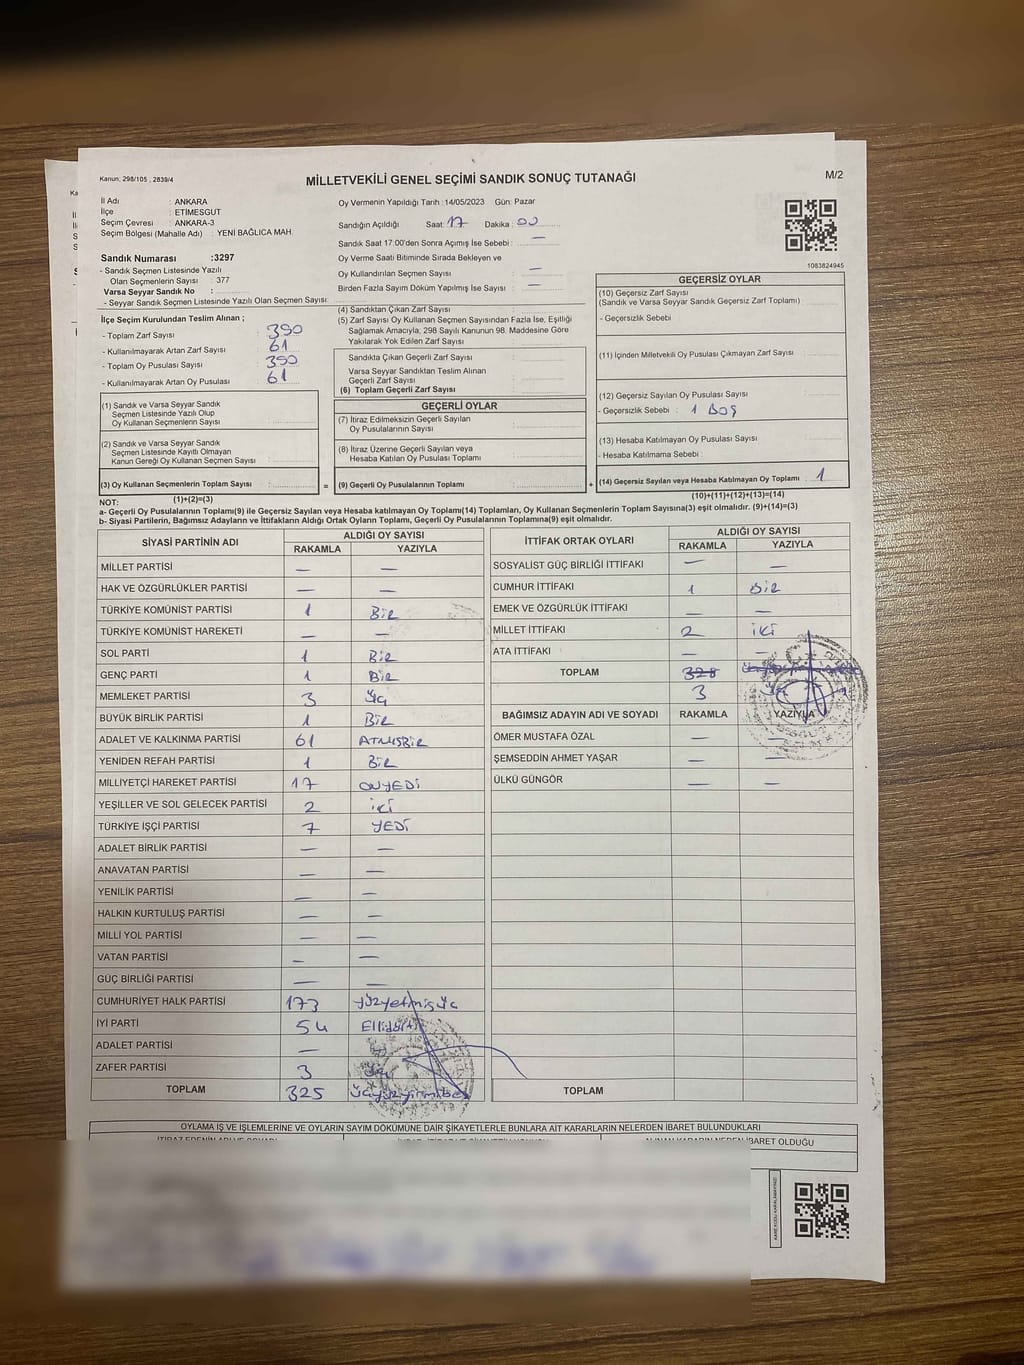 Kanun, 298/105 , 2839/4
MİLLETVEKİLİ GENEL SEÇİMİ SANDIK SONUÇ TUTANAĞI
M/2
İl Adı : ANKARA
İlçe : ETIMESGUT
Seçim Çevresi : ANKARA-3
Seçim Bölgesi (Mahalle Adı) : YENİ BAĞLICA MAH.
Sandık Numarası :3297
- Sandık Seçmen Listesinde Yazılı
Olan Seçmenlerin Sayısı : 377
Varsa Seyyar Sandık No :
- Seyyar Sandık Seçmen Listesinde Yazılı Olan Seçmen Sayısı:
Oy Vermenin Yapıldığı Tarih : 14/05/2023 Gün: Pazar
Sandığın Açıldığı Saat: 17 Dakika : 00
Sandık Saat 17:00'den Sonra Açımış İse Sebebi : —
Oy Verme Saati Bitiminde Sırada Bekleyen ve
Oy Kullandırılan Seçmen Sayısı : —
Birden Fazla Sayım Döküm Yapılmış İse Sayısı : —
1083824945
İlçe Seçim Kurulundan Teslim Alınan ;
- Toplam Zarf Sayısı : 390
- Kullanılmayarak Artan Zarf Sayısı : 61
- Toplam Oy Pusulası Sayısı : 390
- Kullanılmayarak Artan Oy Pusulası : 61
(1) Sandık ve Varsa Seyyar Sandık
Seçmen Listesinde Yazılı Olup
Oy Kullanan Seçmenlerin Sayısı :
(2) Sandık ve Varsa Seyyar Sandık
Seçmen Listesinde Kayıtlı Olmayan
Kanun Gereği Oy Kullanan Seçmen Sayısı :
(3) Oy Kullanan Seçmenlerin Toplam Sayısı : =
(1)+(2)=(3)
(4) Sandıktan Çıkan Zarf Sayısı :
(5) Zarf Sayısı Oy Kullanan Seçmen Sayısından Fazla İse, Eşitliği
Sağlamak Amacıyla, 298 Sayılı Kanunun 98. Maddesine Göre
Yakılarak Yok Edilen Zarf Sayısı :
Sandıkta Çıkan Geçerli Zarf Sayısı :
Varsa Seyyar Sandıktan Teslim Alınan
Geçerli Zarf Sayısı :
(6) Toplam Geçerli Zarf Sayısı :
GEÇERLİ OYLAR
(7) İtiraz Edilmeksizin Geçerli Sayılan
Oy Pusulalarının Sayısı :
(8) İtiraz Üzerine Geçerli Sayılan veya
Hesaba Katılan Oy Pusulası Toplamı :
(9) Geçerli Oy Pusulalarının Toplamı : +
GEÇERSİZ OYLAR
(10) Geçersiz Zarf Sayısı
(Sandık ve Varsa Seyyar Sandık Geçersiz Zarf Toplamı) :
- Geçersizlik Sebebi :
(11) İçinden Milletvekili Oy Pusulası Çıkmayan Zarf Sayısı :
(12) Geçersiz Sayılan Oy Pusulası Sayısı :
- Geçersizlik Sebebi : 1 Boş
(13) Hesaba Katılmayan Oy Pusulası Sayısı :
- Hesaba Katılmama Sebebi :
(14) Geçersiz Sayılan veya Hesaba Katılmayan Oy Toplamı : 1
(10)+(11)+(12)+(13)=(14)
NOT:
a- Geçerli Oy Pusulaları(9) ile Geçersiz Sayılan veya Hesaba katılmayan Oy Toplamı(14) Toplamları, Oy Kullanan Seçmenlerin Toplam Sayısına(3) eşit olmalıdır. (9)+(14)=(3)
b- Siyasi Partilerin, Bağımsız Adayların ve İttifakların Aldığı Ortak Oyların Toplamı, Geçerli Oy Pusulalarının Toplamına(9) eşit olmalıdır.
SİYASİ PARTİNİN ADI ALDIĞI OY SAYISI
RAKAMLA YAZIYLA
MİLLET PARTİSİ — —
HAK VE ÖZGÜRLÜKLER PARTİSİ — —
TÜRKİYE KOMÜNİST PARTİSİ 1 BİR
TÜRKİYE KOMÜNİST HAREKETİ — —
SOL PARTİ 1 BİR
GENÇ PARTİ 1 BİR
MEMLEKET PARTİSİ 3 Üç
BÜYÜK BİRLİK PARTİSİ 1 BİR
ADALET VE KALKINMA PARTİSİ 61 ATMIŞBİR
YENİDEN REFAH PARTİSİ 1 BİR
MİLLİYETÇİ HAREKET PARTİSİ 17 ONYEDİ
YEŞİLLER VE SOL GELECEK PARTİSİ 2 iki
TÜRKİYE İŞÇİ PARTİSİ 7 YEDİ
ADALET BİRLİK PARTİSİ — —
ANAVATAN PARTİSİ — —
YENİLİK PARTİSİ — —
HALKIN KURTULUŞ PARTİSİ — —
MİLLİ YOL PARTİSİ — —
VATAN PARTİSİ — —
GÜÇ BİRLİĞİ PARTİSİ — —
CUMHURİYET HALK PARTİSİ 173 yüzyetmişüç
İYİ PARTİ 54 Ellidört
ADALET PARTİSİ —
ZAFER PARTİSİ 3 Üç
TOPLAM 325 üçyüzyirmibeş
İTTİFAK ORTAK OYLARI ALDIĞI OY SAYISI
RAKAMLA YAZIYLA
SOSYALIST GÜÇ BİRLİĞİ İTTİFAKI — —
CUMHUR İTTİFAKI 1 BİR
EMEK VE ÖZGÜRLÜK İTTİFAKI — —
MİLLET İTTİFAKI 2 iki
ATA İTTİFAKI — —
TOPLAM 328
3
BAĞIMSIZ ADAYIN ADI VE SOYADI RAKAMLA YAZIYLA
ÖMER MUSTAFA ÖZAL — —
ŞEMSEDDİN AHMET YAŞAR — —
ÜLKÜ GÜNGÖR — —
TOPLAM
OYLAMA İŞ VE İŞLEMLERİNE VE OYLARIN SAYIM DÖKÜMÜNE DAİR ŞİKAYETLERLE BUNLARA AİT KARARLARIN NELERDEN İBARET BULUNDUKLARI